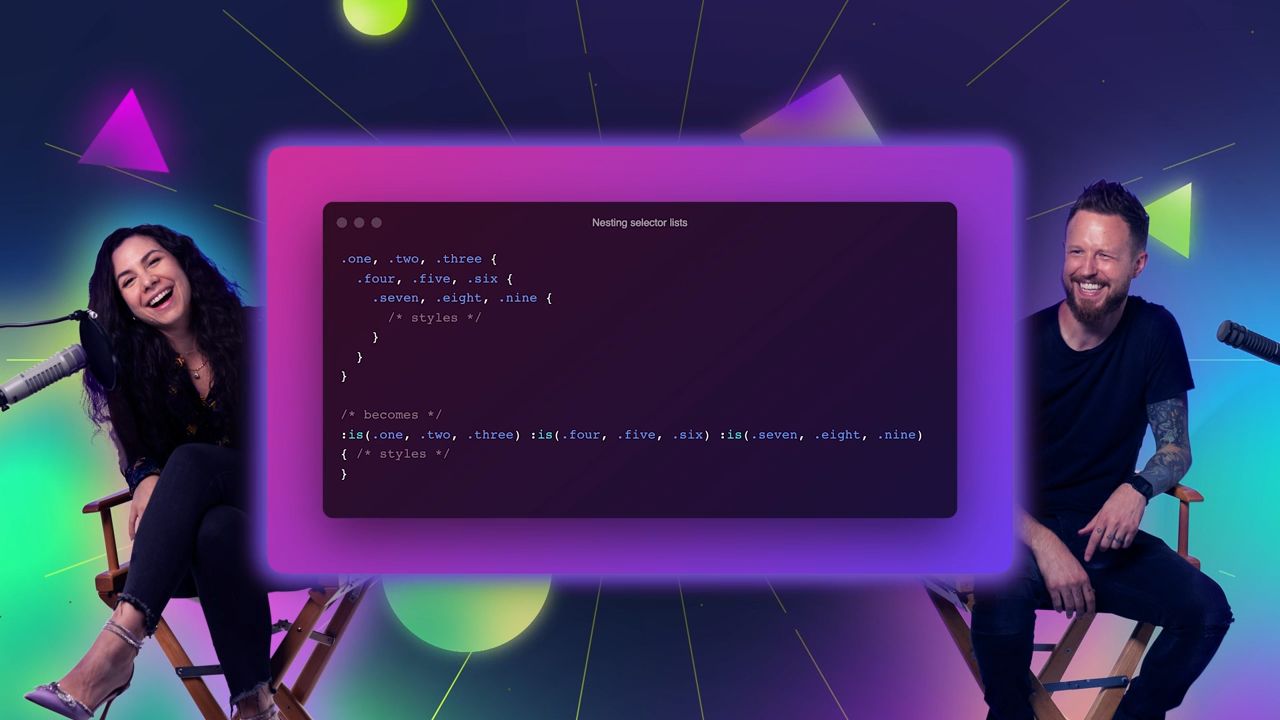 Nesting selector lists
.one, .two, .three {
  .four, .five, .six {
    .seven, .eight, .nine {
      /* styles */
    }
  }
}
/* becomes */
:is(.one, .two, .three) :is(.four, .five, .six) :is(.seven, .eight, .nine)
{ /* styles */
}